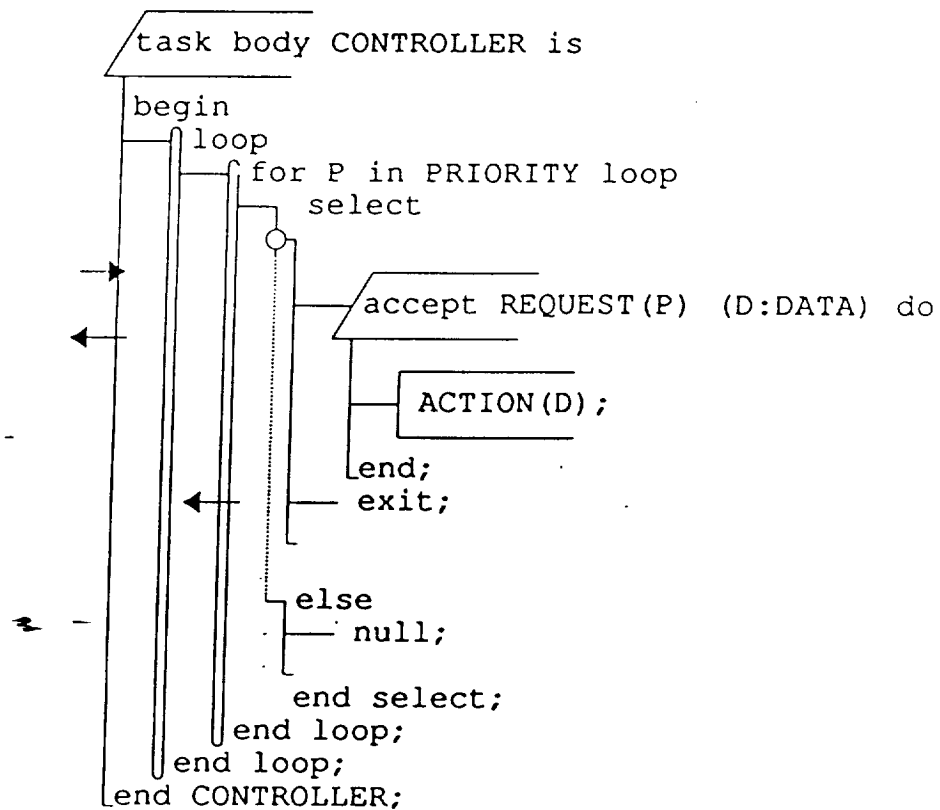 task body CONTROLLER is
begin
loop
for P in PRIORITY loop
select
accept REQUEST(P) (D:DATA) do
ACTION(D);
end;
exit;
else
null;
end select;
end loop;
end loop;
end CONTROLLER;